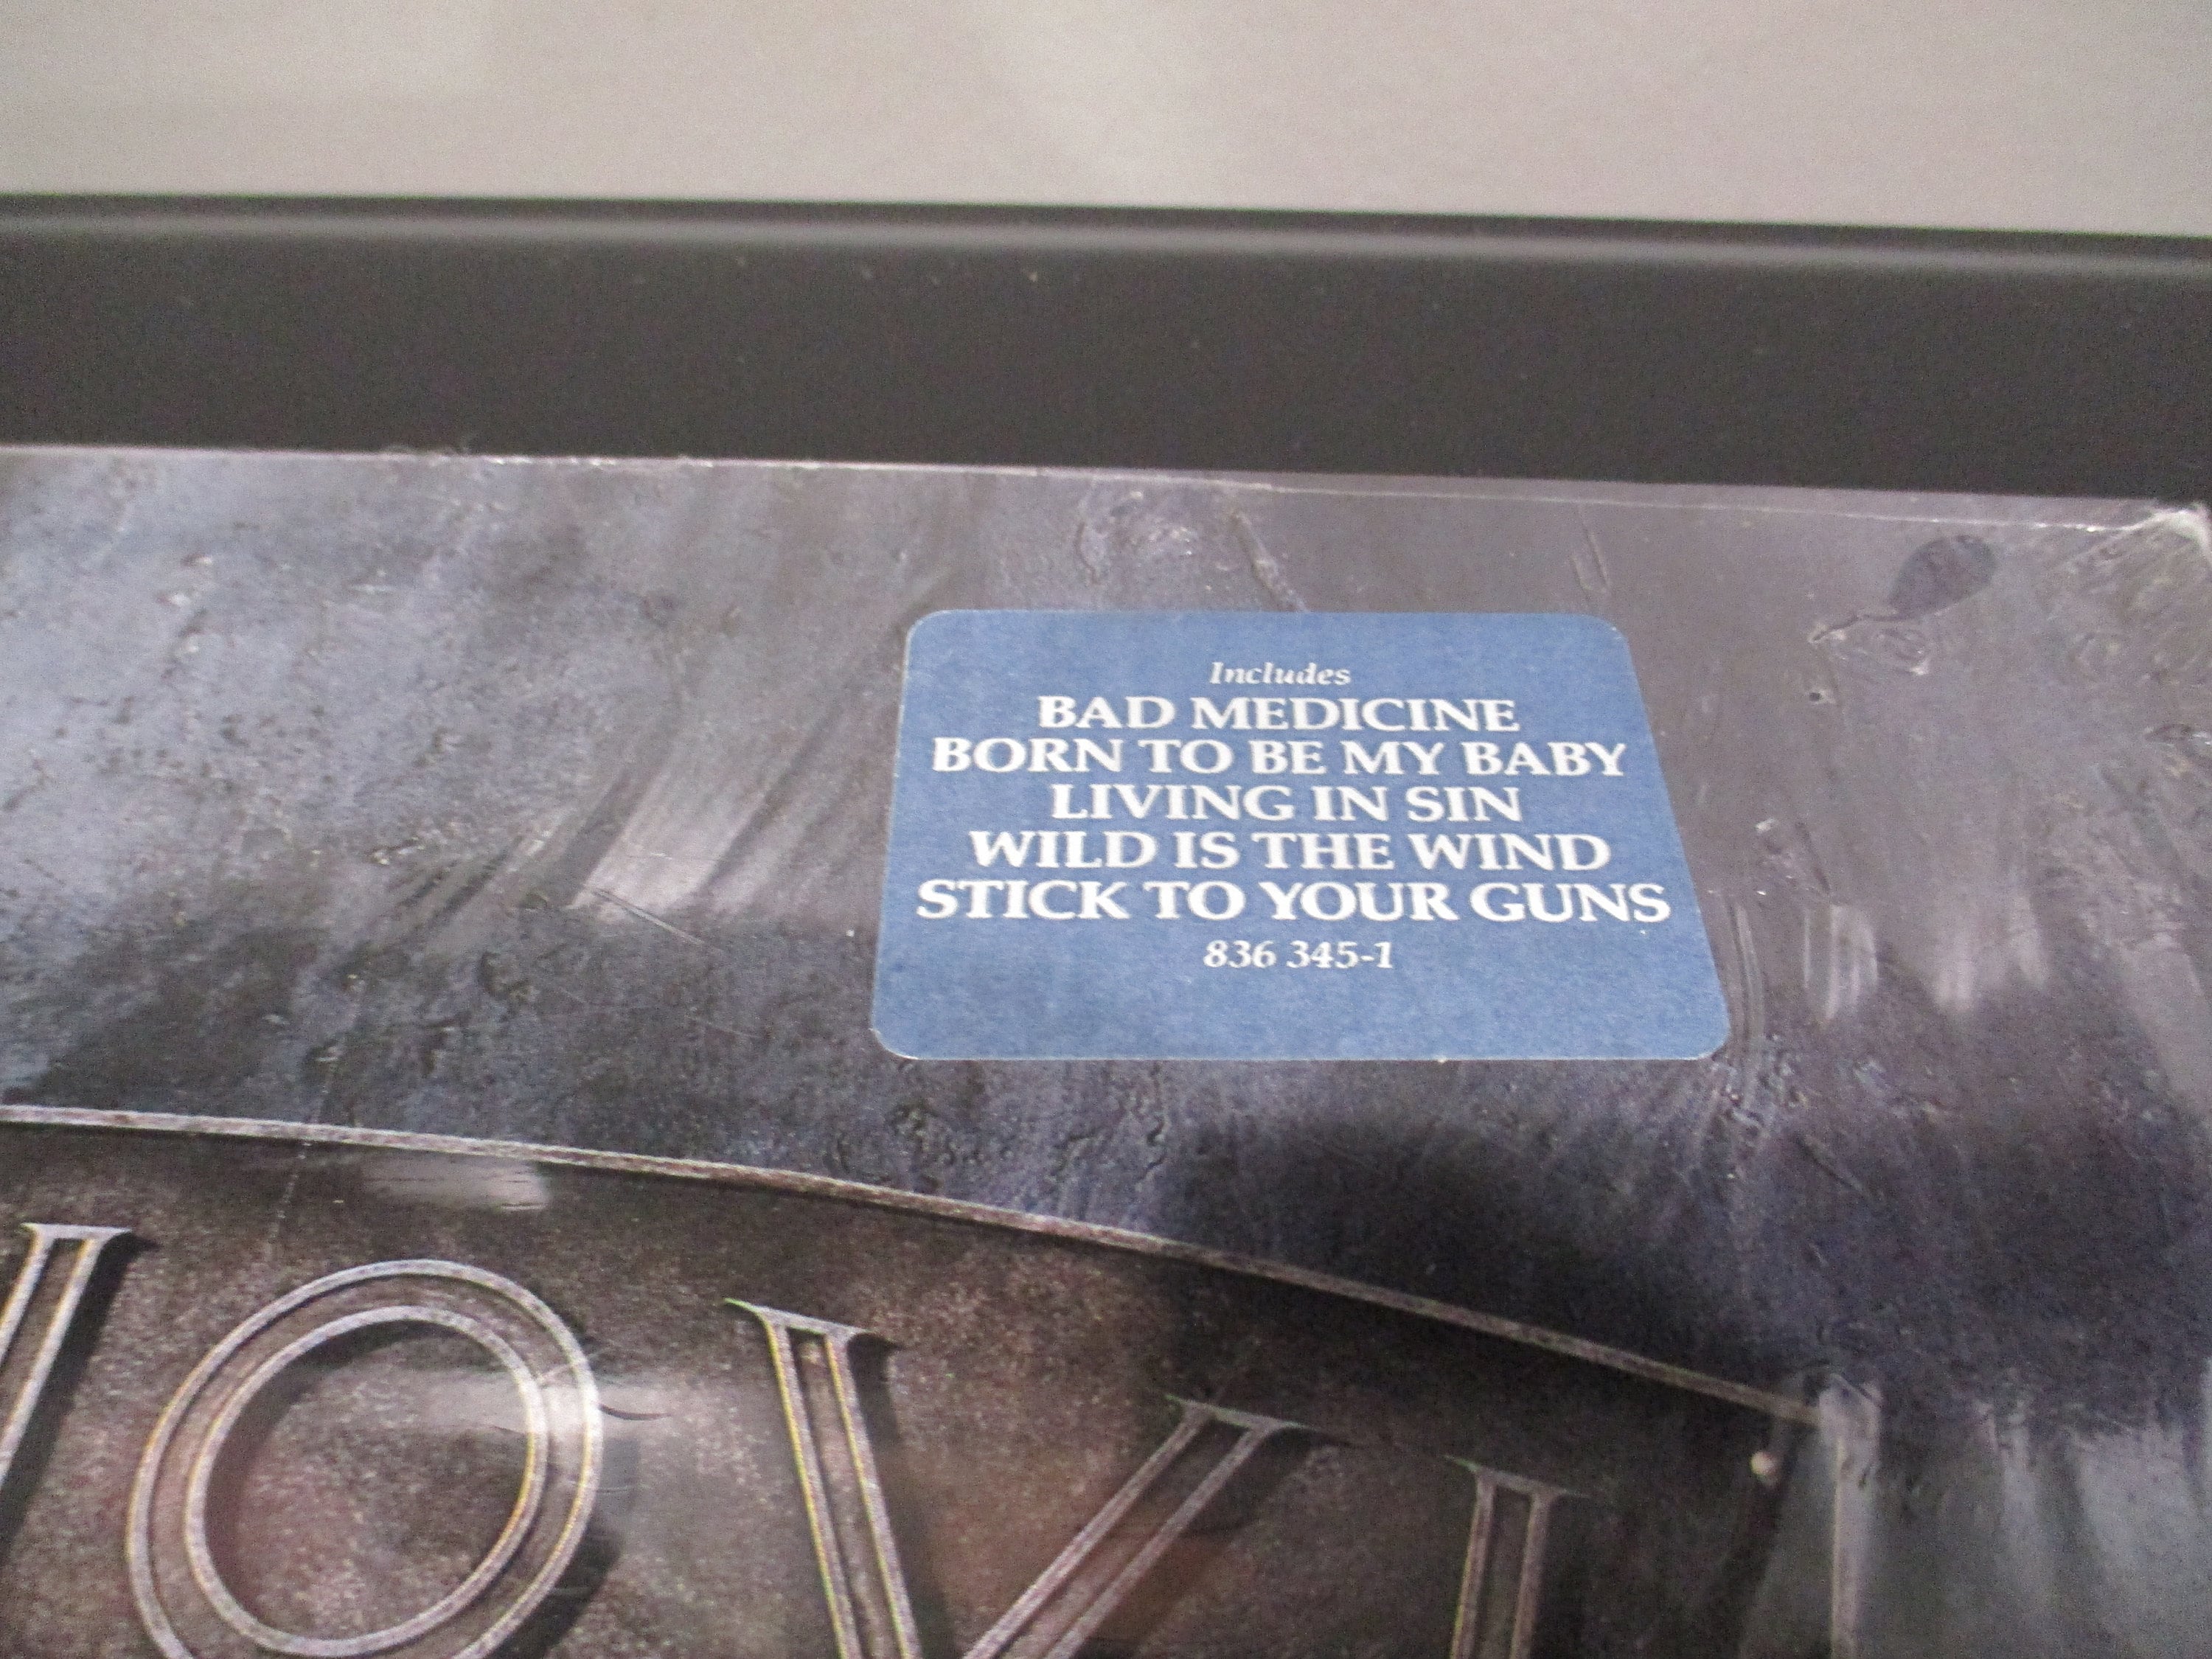 Includes
BAD MEDICINE
BORN TO BE MY BABY
LIVING IN SIN
WILD IS THE WIND
STICK TO YOUR GUNS
836 345-1
JOVI